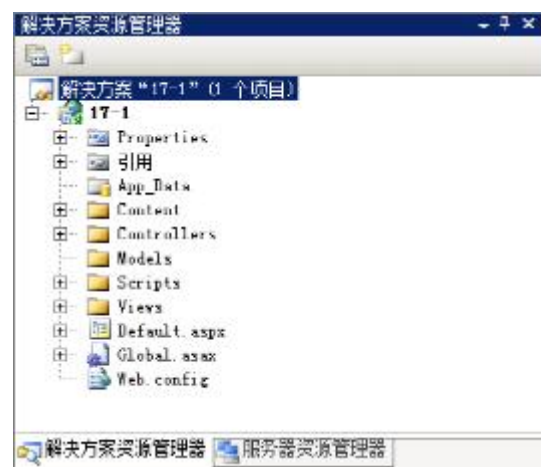 解决方案资源管理器
解决方案“17-1”(1 个项目)
17-1
Properties
引用
App_Data
Content
Controllers
Models
Scripts
Views
Default.aspx
Global.asax
Web.config
解决方案资源管理器 服务器资源管理器